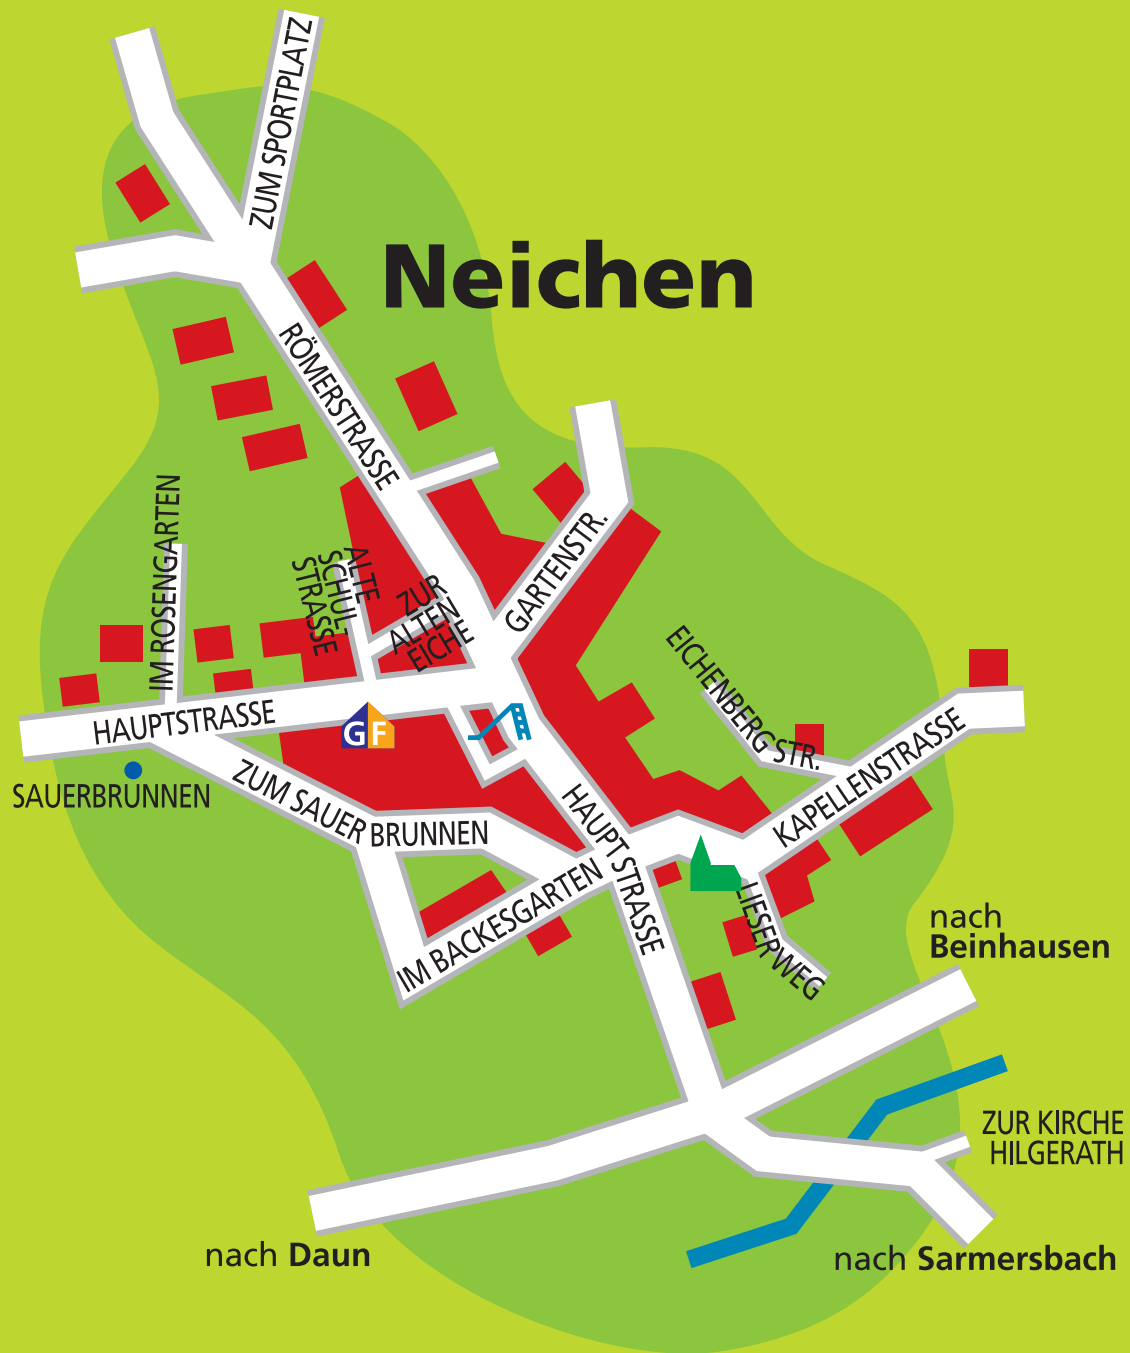 ZUM SPORTPLATZ
Neichen
RÖMERSTRASSE
IM ROSENGARTEN
ALTE
SCHUL-
STRASSE
ZUR
ALTEN
EICHE
GARTENSTR.
EICHENBERG STR.
HAUPTSTRASSE
GF
SAUERBRUNNEN
ZUM SAUER BRUNNEN
HAUPT STRASSE
KAPELLENSTRASSE
IM BACKESGARTEN
LIESERWEG
nach
Beinhausen
ZUR KIRCHE
HILGERATH
nach Daun
nach Sarmersbach